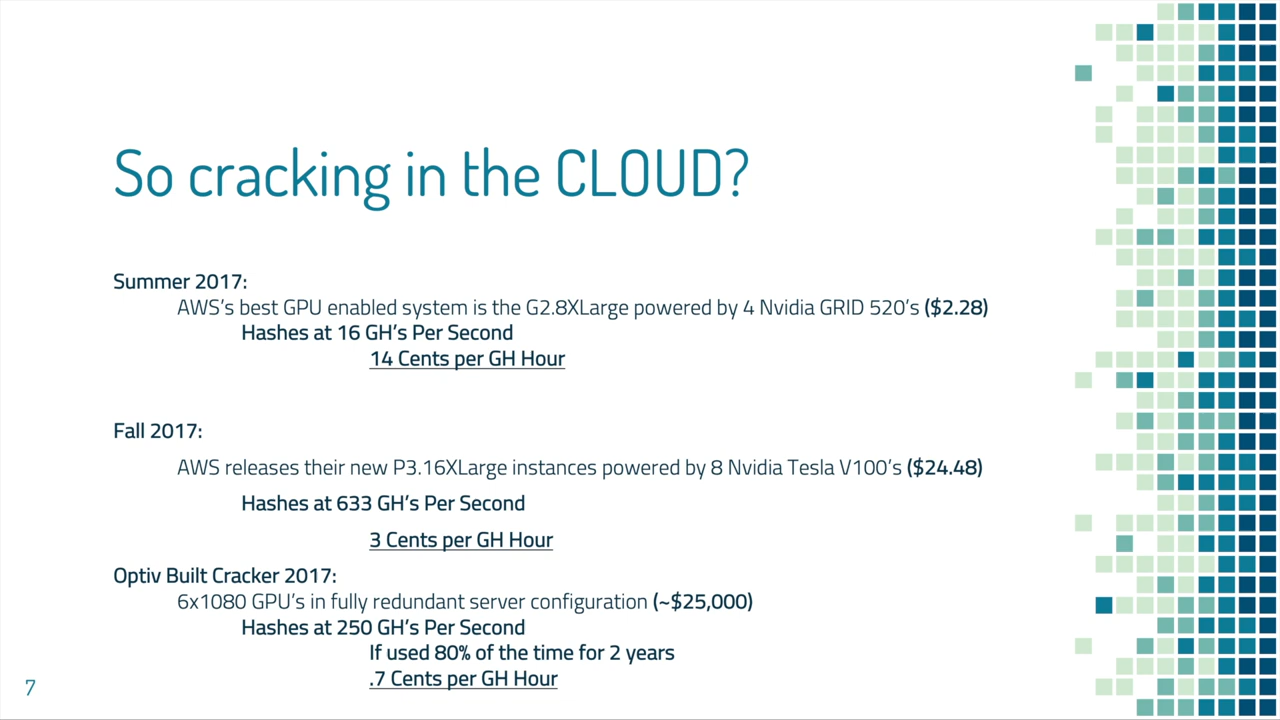 So cracking in the CLOUD?
Summer 2017:
AWS's best GPU enabled system is the G2.8XLarge powered by 4 Nvidia GRID 520's ($2.28)
Hashes at 16 GH's Per Second
14 Cents per GH Hour
Fall 2017:
AWS releases their new P3.16XLarge instances powered by 8 Nvidia Tesla V100's ($24.48)
Hashes at 633 GH's Per Second
3 Cents per GH Hour
Optiv Built Cracker 2017:
6x1080 GPU's in fully redundant server configuration (~$25,000)
Hashes at 250 GH's Per Second
If used 80% of the time for 2 years
.7 Cents per GH Hour
7